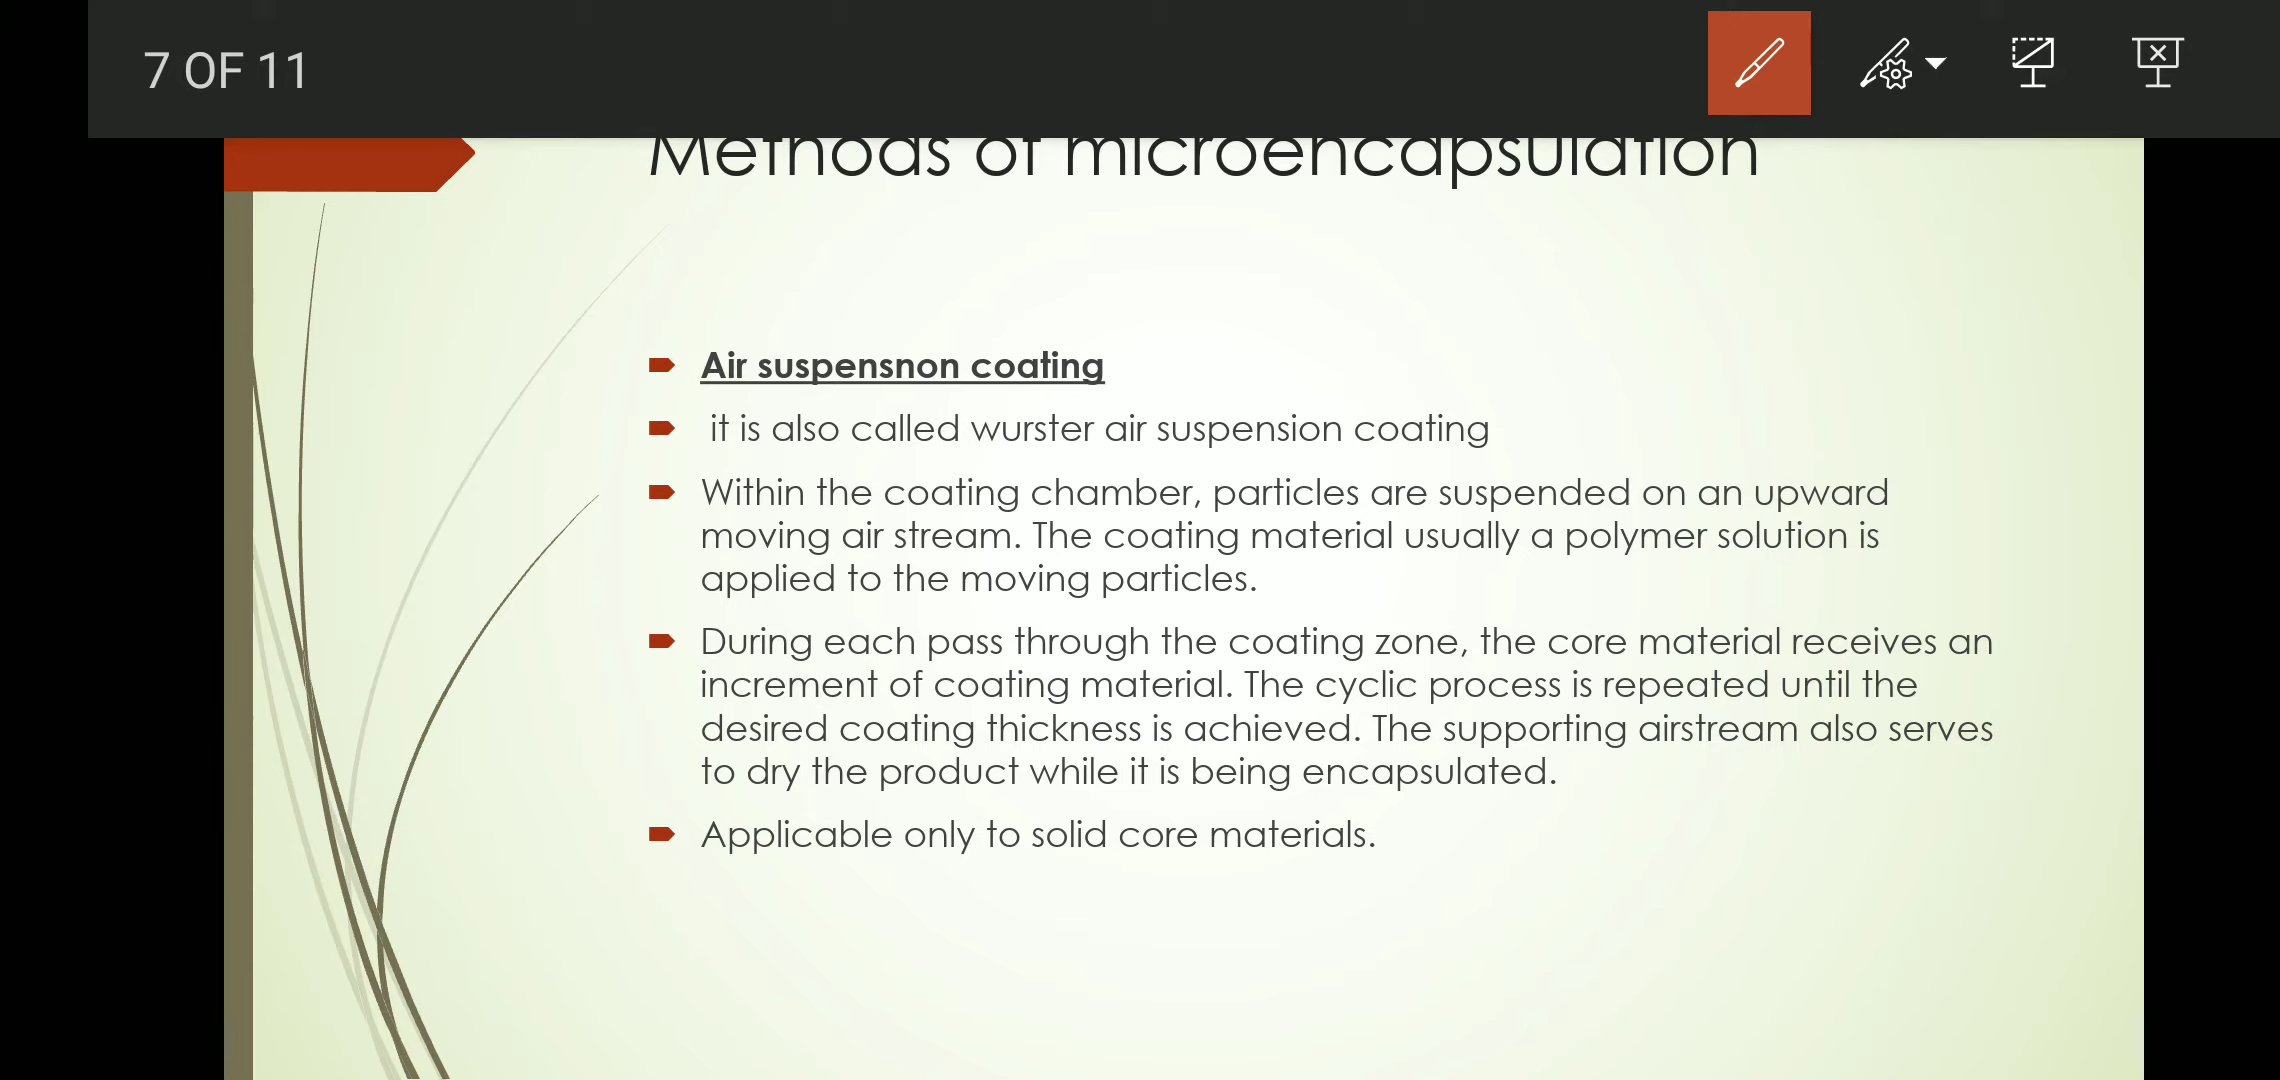 7 OF 11
Methods of microencapsulation
Air suspensnon coating
it is also called wurster air suspension coating
Within the coating chamber, particles are suspended on an upward
moving air stream. The coating material usually a polymer solution is
applied to the moving particles.
During each pass through the coating zone, the core material receives an
increment of coating material. The cyclic process is repeated until the
desired coating thickness is achieved. The supporting airstream also serves
to dry the product while it is being encapsulated.
Applicable only to solid core materials.